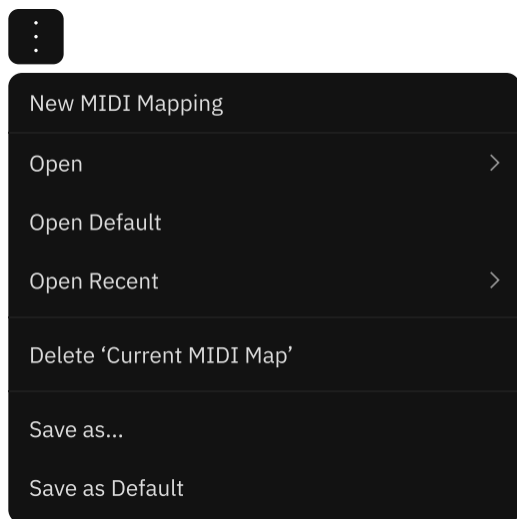 New MIDI Mapping
Open
Open Default
Open Recent
Delete ‘Current MIDI Map’
Save as...
Save as Default